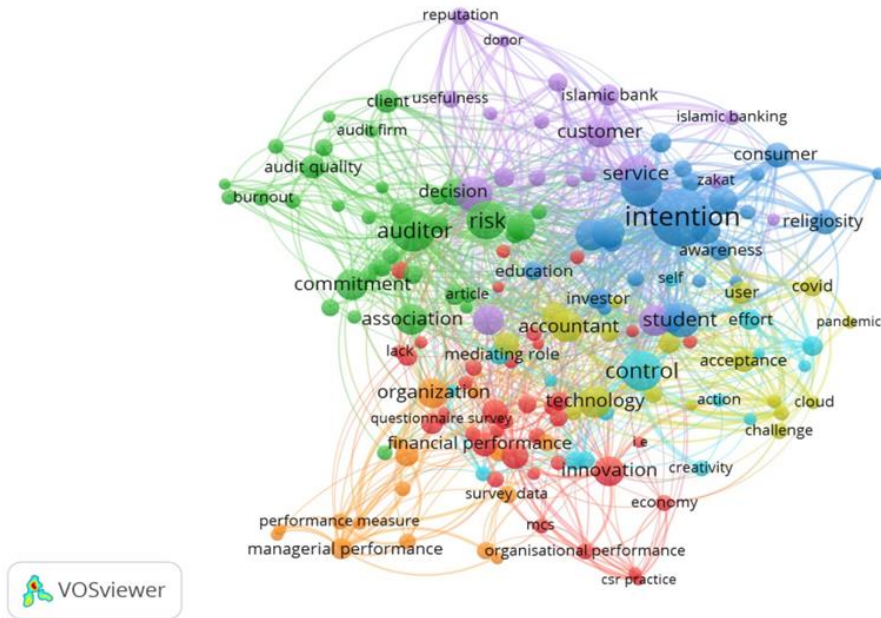 reputation
donor
client
usefulness
islamic bank
audit firm
islamic banking
customer
audit quality
consumer
service
zakat
burnout
decision
intention
auditor
risk
religiosity
awareness
education
self
commitment
covid
article
investor
user
association
accountant
student
effort
pandemic
lack
mediating role
control
acceptance
organization
technology
action
cloud
questionnaire survey
challenge
financial performance
i.e
innovation
creativity
survey data
economy
performance measure
mcs
managerial performance
organisational performance
csr practice
VOSviewer